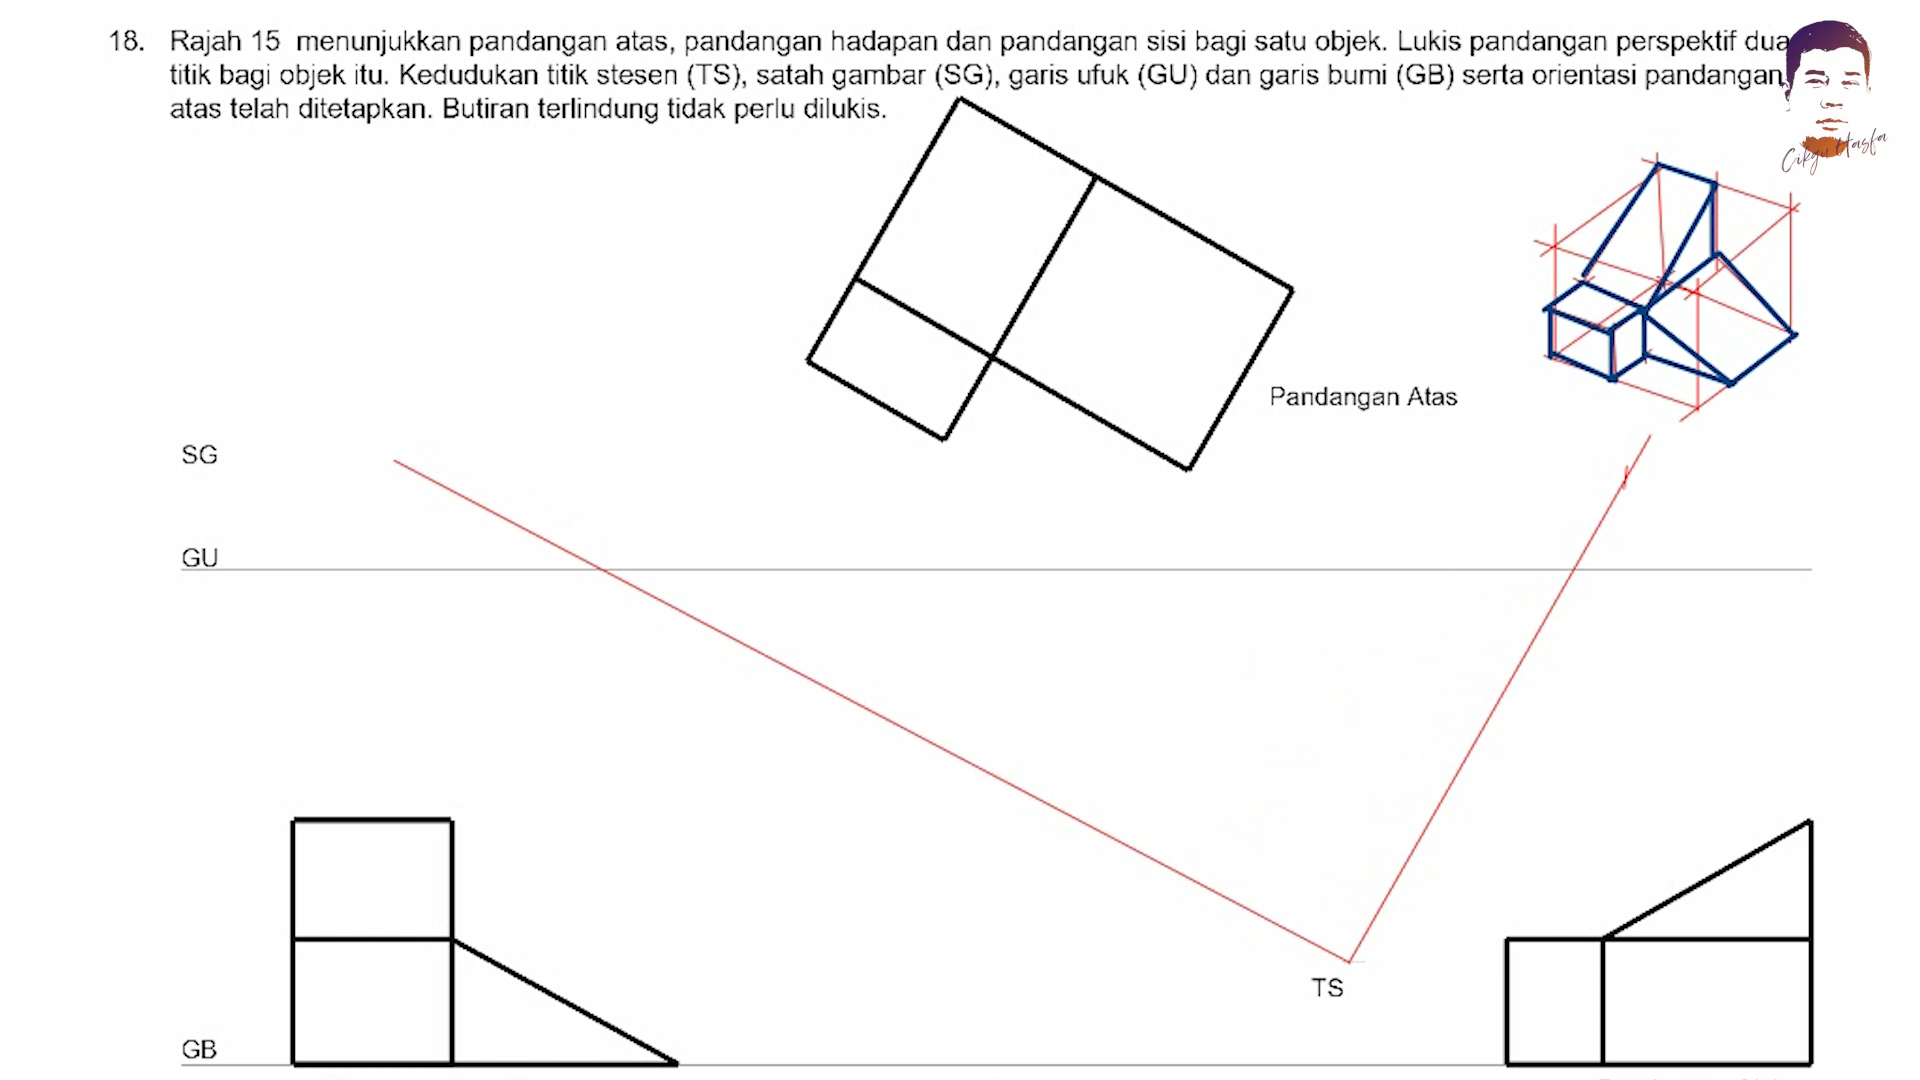 18. Rajah 15 menunjukkan pandangan atas, pandangan hadapan dan pandangan sisi bagi satu objek. Lukis pandangan perspektif dua
titik bagi objek itu. Kedudukan titik stesen (TS), satah gambar (SG), garis ufuk (GU) dan garis bumi (GB) serta orientasi pandangan
atas telah ditetapkan. Butiran terlindung tidak perlu dilukis.
Cikgu Hasfa
Pandangan Atas
SG
GU
TS
GB